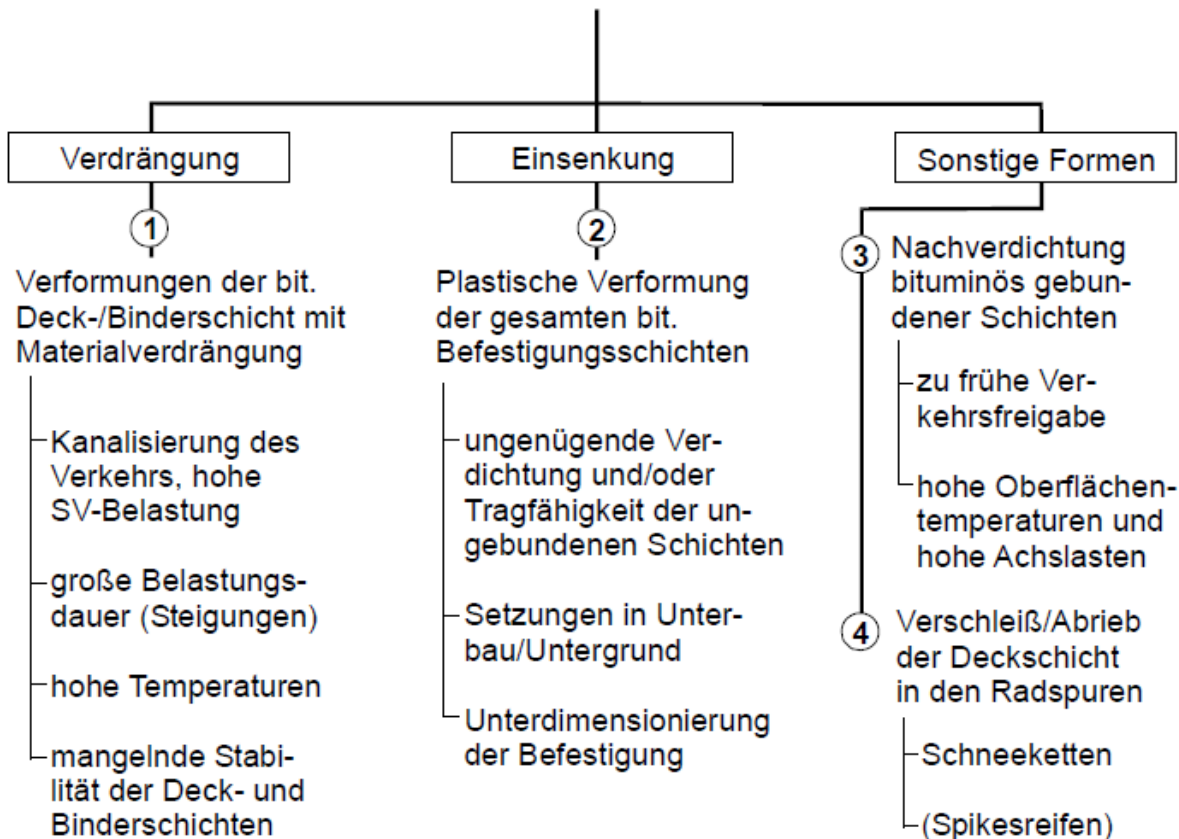 Verdrängung
1
Verformungen der bit.
Deck-/Binderschicht mit
Materialverdrängung
Kanalisierung des
Verkehrs, hohe
SV-Belastung
große Belastungs-
dauer (Steigungen)
hohe Temperaturen
mangelnde Stabi-
lität der Deck- und
Binderschichten
Einsenkung
2
Plastische Verformung
der gesamten bit.
Befestigungsschichten
ungenügende Ver-
dichtung und/oder
Tragfähigkeit der un-
gebundenen Schichten
Setzungen in Unter-
bau/Untergrund
Unterdimensionierung
der Befestigung
Sonstige Formen
3
Nachverdichtung
bituminös gebun-
dener Schichten
zu frühe Ver-
kehrsfreigabe
hohe Oberflächen-
temperaturen und
hohe Achslasten
4
Verschleiß/Abrieb
der Deckschicht
in den Radspuren
Schneeketten
(Spikesreifen)